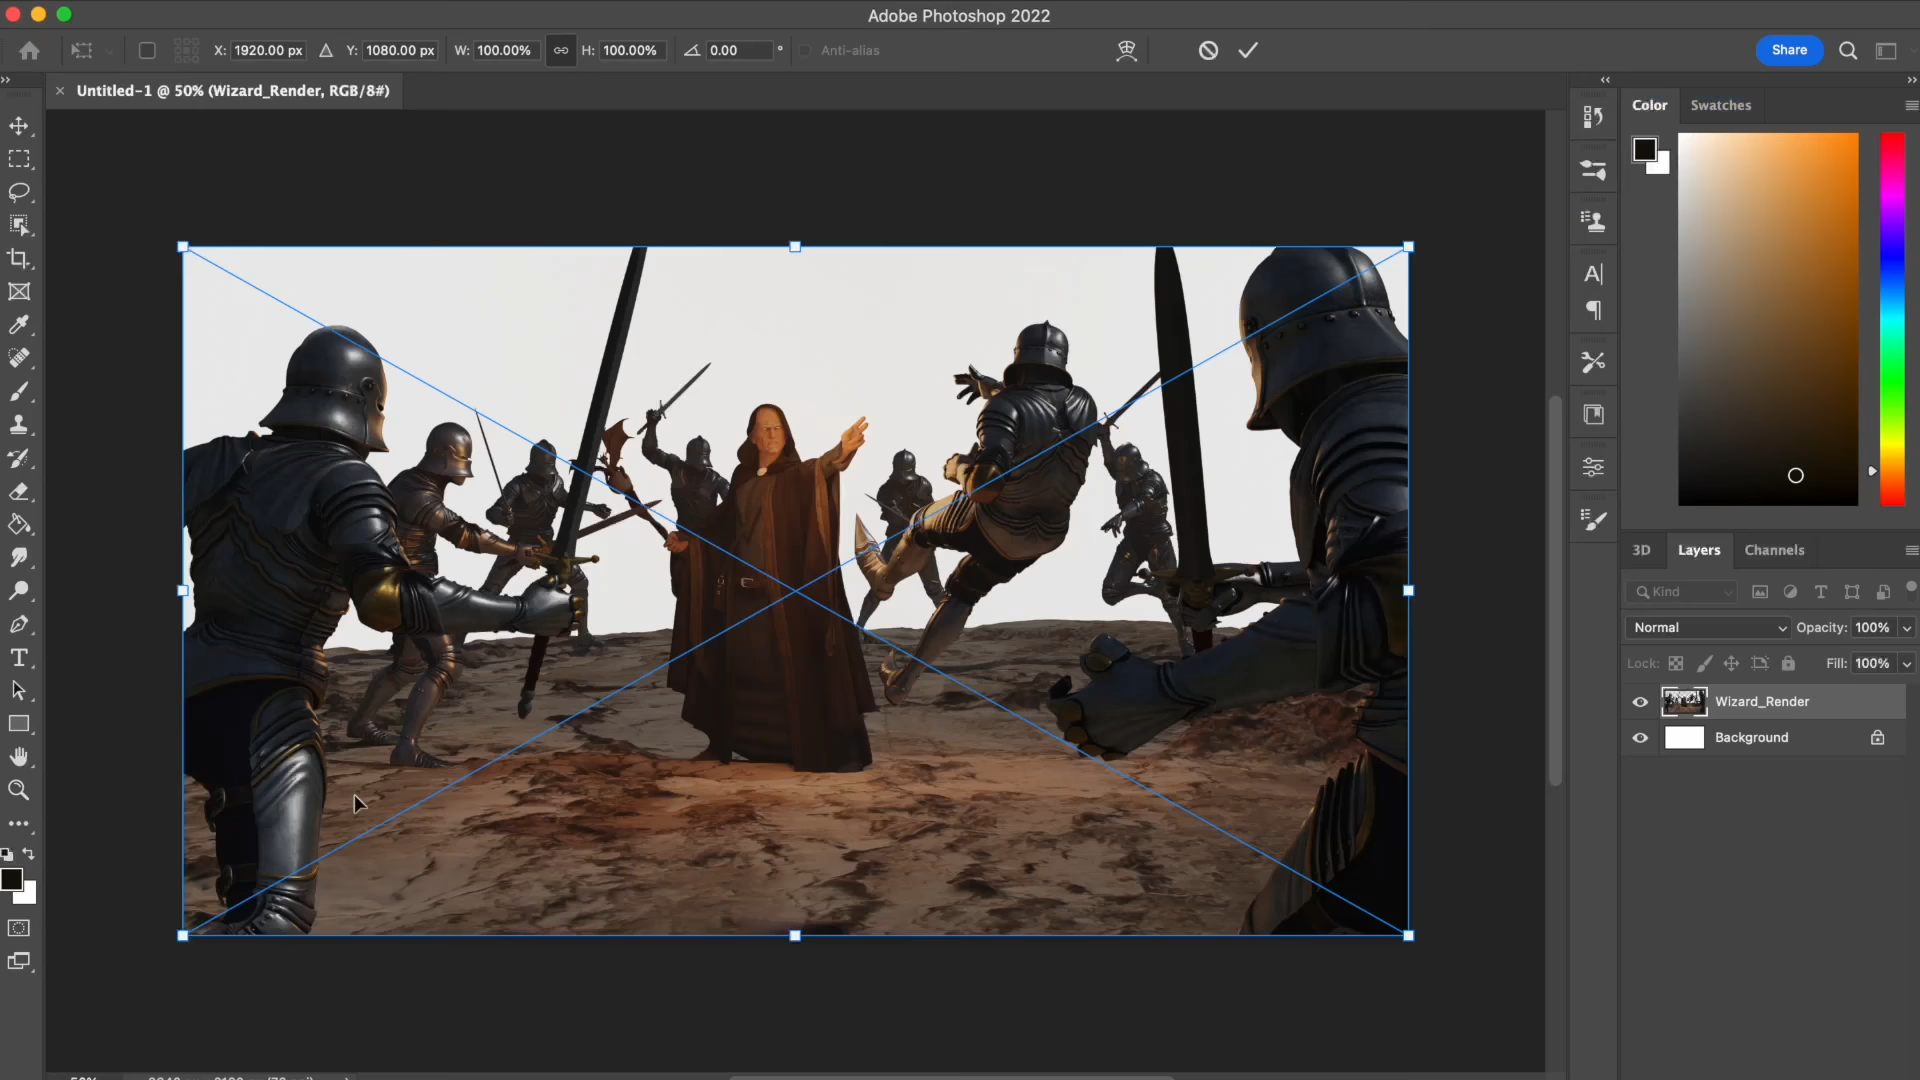 Adobe Photoshop 2022
X: 1920.00 px Y: 1080.00 px W: 100.00% H: 100.00% 0.00 ° Anti-alias
Share
Untitled-1 @ 50% (Wizard_Render, RGB/8#)
Color Swatches
3D Layers Channels
Kind
Normal Opacity: 100%
Lock: Fill: 100%
Wizard_Render
Background